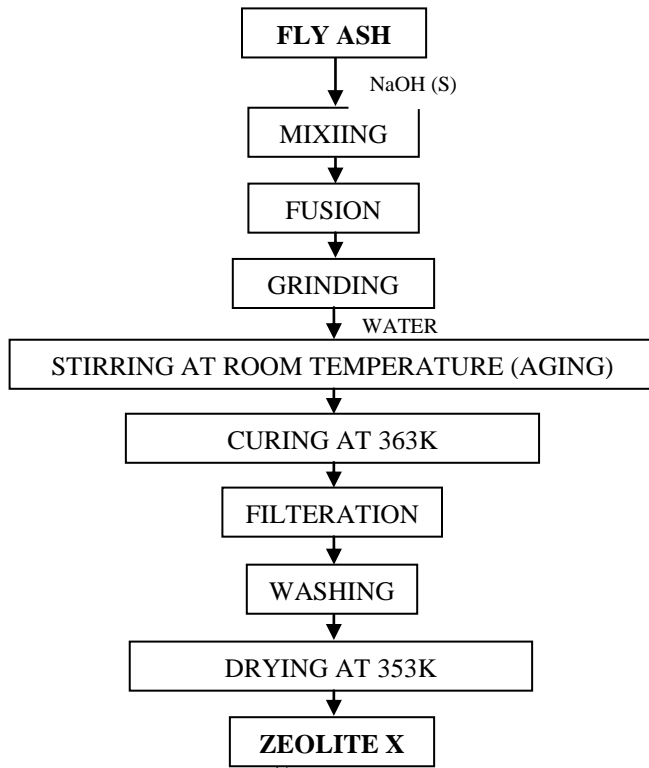 FLY ASH
NaOH (S)
MIXIING
FUSION
GRINDING
WATER
STIRRING AT ROOM TEMPERATURE (AGING)
CURING AT 363K
FILTERATION
WASHING
DRYING AT 353K
ZEOLITE X